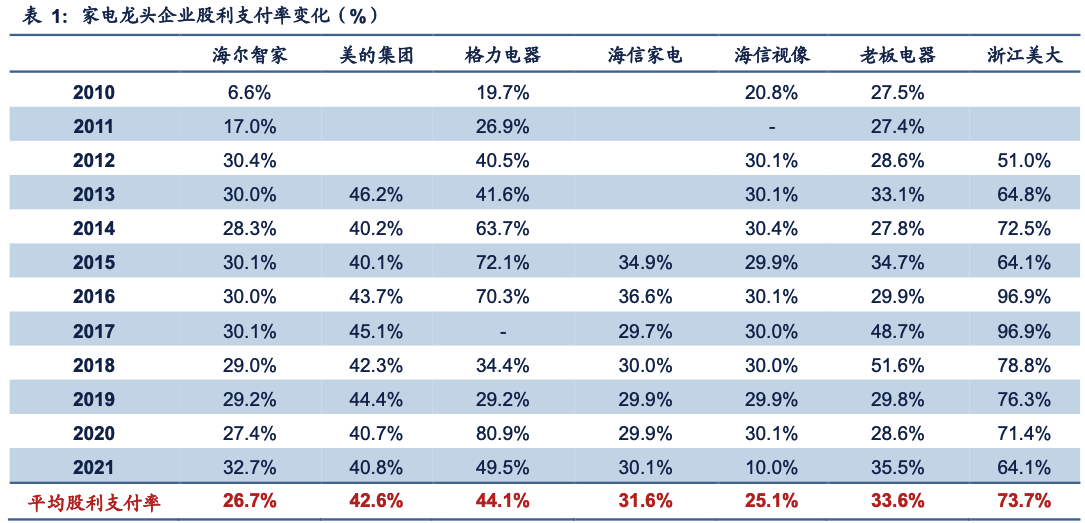 表 1：家电龙头企业股利支付率变化（%）
海尔智家 美的集团 格力电器 海信家电 海信视像 老板电器 浙江美大
2010 6.6% 19.7% 20.8% 27.5%
2011 17.0% 26.9% - 27.4%
2012 30.4% 40.5% 30.1% 28.6% 51.0%
2013 30.0% 46.2% 41.6% 30.1% 33.1% 64.8%
2014 28.3% 40.2% 63.7% 30.4% 27.8% 72.5%
2015 30.1% 40.1% 72.1% 34.9% 29.9% 34.7% 64.1%
2016 30.0% 43.7% 70.3% 36.6% 30.1% 29.9% 96.9%
2017 30.1% 45.1% - 29.7% 30.0% 48.7% 96.9%
2018 29.0% 42.3% 34.4% 30.0% 30.0% 51.6% 78.8%
2019 29.2% 44.4% 29.2% 29.9% 29.9% 29.8% 76.3%
2020 27.4% 40.7% 80.9% 29.9% 30.1% 28.6% 71.4%
2021 32.7% 40.8% 49.5% 30.1% 10.0% 35.5% 64.1%
平均股利支付率 26.7% 42.6% 44.1% 31.6% 25.1% 33.6% 73.7%